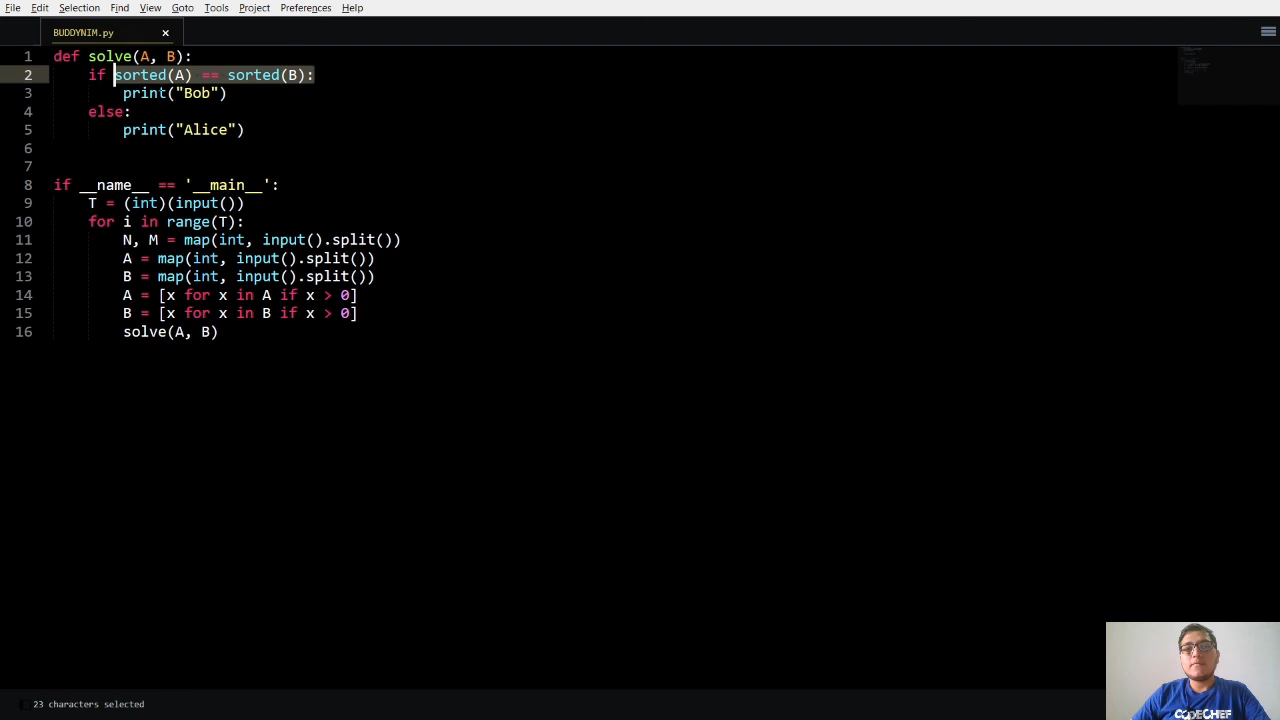 File Edit Selection Find View Goto Tools Project Preferences Help
BUDDYNIM.py ×
1 def solve(A, B):
2 if sorted(A) == sorted(B):
3 print("Bob")
4 else:
5 print("Alice")
6
7
8 if __name__ == '__main__':
9 T = (int)(input())
10 for i in range(T):
11 N, M = map(int, input().split())
12 A = map(int, input().split())
13 B = map(int, input().split())
14 A = [x for x in A if x > 0]
15 B = [x for x in B if x > 0]
16 solve(A, B)
23 characters selected
CODECHEF